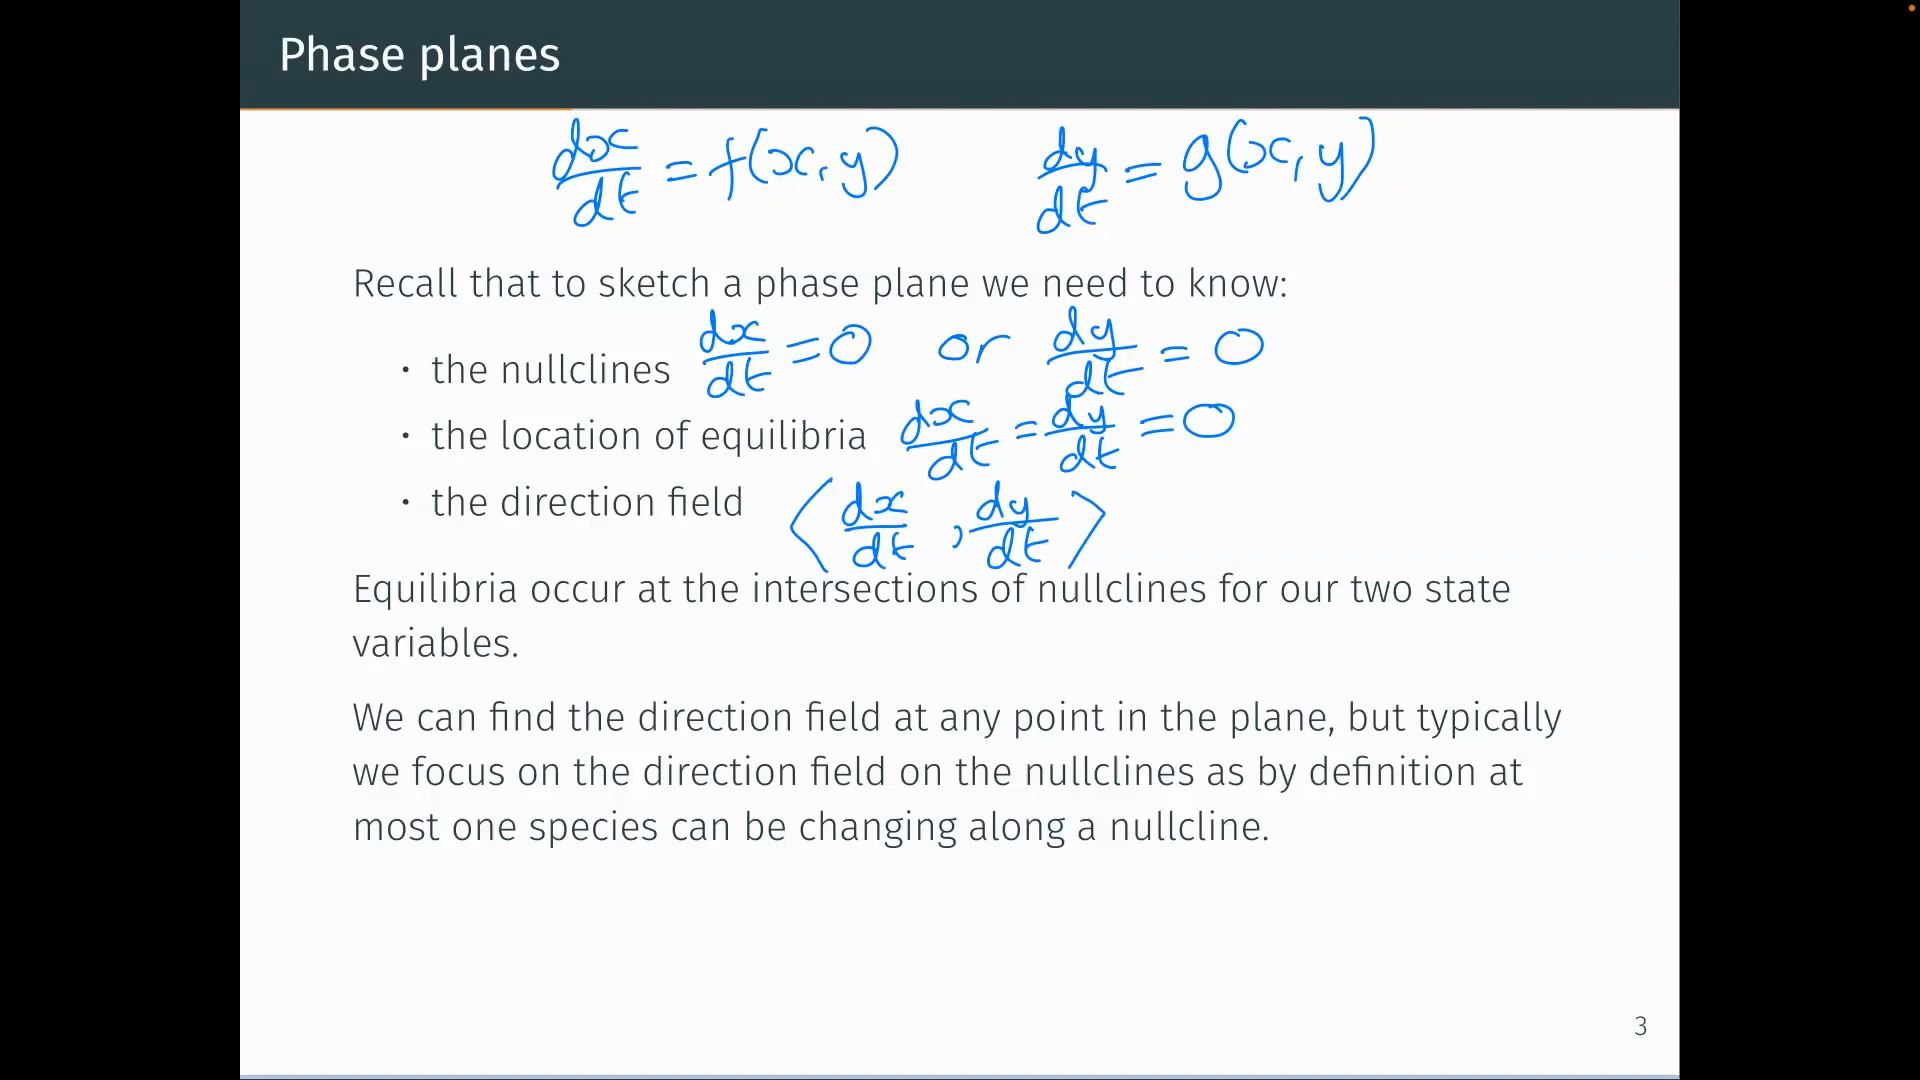 Phase planes
dx/dt = f(x, y) dy/dt = g(x, y)
Recall that to sketch a phase plane we need to know:
• the nullclines dx/dt = 0 or dy/dt = 0
• the location of equilibria dx/dt = dy/dt = 0
• the direction field ⟨dx/dt, dy/dt⟩
Equilibria occur at the intersections of nullclines for our two state
variables.
We can find the direction field at any point in the plane, but typically
we focus on the direction field on the nullclines as by definition at
most one species can be changing along a nullcline.
3